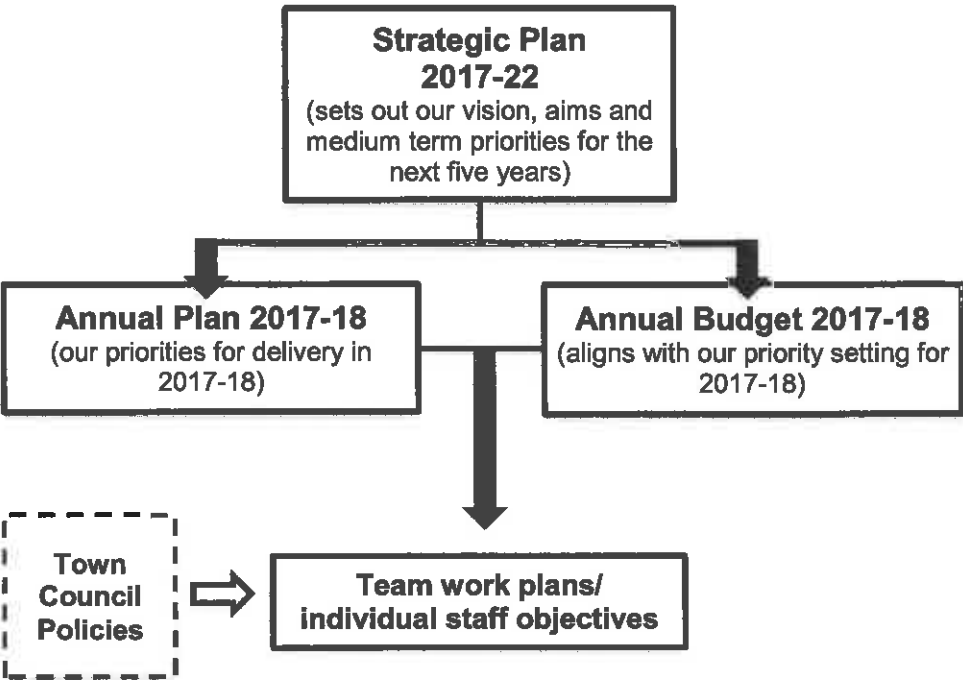 Strategic Plan
2017-22
(sets out our vision, aims and
medium term priorities for the
next five years)
Annual Plan 2017-18
(our priorities for delivery in
2017-18)
Annual Budget 2017-18
(aligns with our priority setting for
2017-18)
Town
Council
Policies
Team work plans/
individual staff objectives